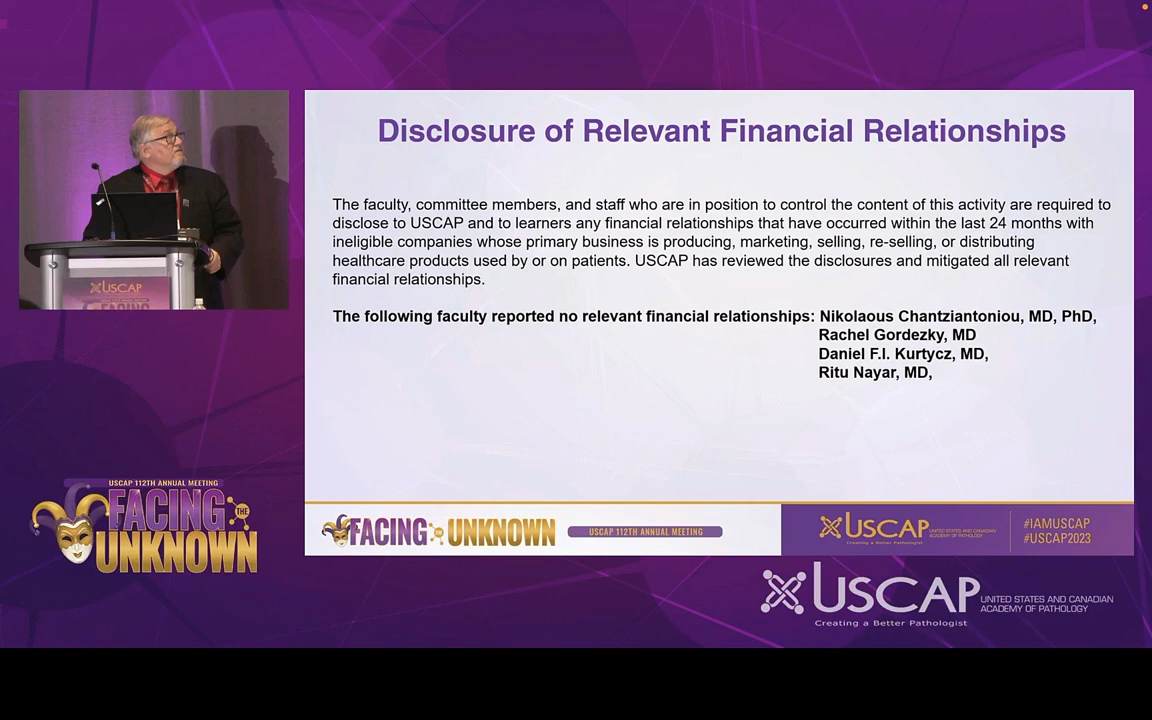 Disclosure of Relevant Financial Relationships
The faculty, committee members, and staff who are in position to control the content of this activity are required to
disclose to USCAP and to learners any financial relationships that have occurred within the last 24 months with
ineligible companies whose primary business is producing, marketing, selling, re-selling, or distributing
healthcare products used by or on patients. USCAP has reviewed the disclosures and mitigated all relevant
financial relationships.
The following faculty reported no relevant financial relationships: Nikolaous Chantziantoniou, MD, PhD,
Rachel Gordezky, MD
Daniel F.I. Kurtycz, MD,
Ritu Nayar, MD,
USCAP
FACING
USCAP 112TH ANNUAL MEETING
FACING THE
UNKNOWN
FACING THE UNKNOWN
USCAP 112TH ANNUAL MEETING
USCAP
UNITED STATES AND CANADIAN
ACADEMY OF PATHOLOGY
Creating a Better Pathologist
#IAMUSCAP
#USCAP2023
USCAP
UNITED STATES AND CANADIAN
ACADEMY OF PATHOLOGY
Creating a Better Pathologist